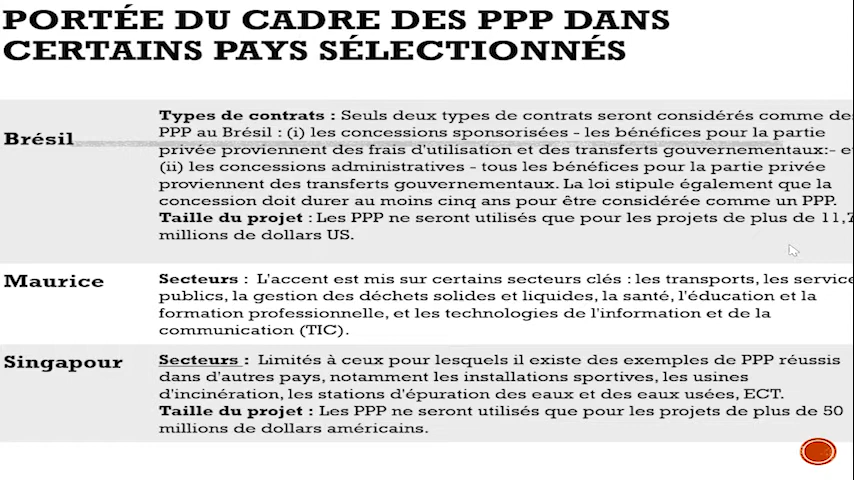 PORTÉE DU CADRE DES PPP DANS
CERTAINS PAYS SÉLECTIONNÉS
Brésil
Types de contrats : Seuls deux types de contrats seront considérés comme de
PPP au Brésil : (i) les concessions sponsorisées - les bénéfices pour la partie
privée proviennent des frais d'utilisation et des transferts gouvernementaux:- e
(ii) les concessions administratives - tous les bénéfices pour la partie privée
proviennent des transferts gouvernementaux. La loi stipule également que la
concession doit durer au moins cinq ans pour être considérée comme un PPP.
Taille du projet : Les PPP ne seront utilisés que pour les projets de plus de 11,7
millions de dollars US.
Maurice
Secteurs : L'accent est mis sur certains secteurs clés : les transports, les service
publics, la gestion des déchets solides et liquides, la santé, l'éducation et la
formation professionnelle, et les technologies de l'information et de la
communication (TIC).
Singapour
Secteurs : Limités à ceux pour lesquels il existe des exemples de PPP réussis
dans d'autres pays, notamment les installations sportives, les usines
d'incinération, les stations d'épuration des eaux et des eaux usées, ECT.
Taille du projet : Les PPP ne seront utilisés que pour les projets de plus de 50
millions de dollars américains.